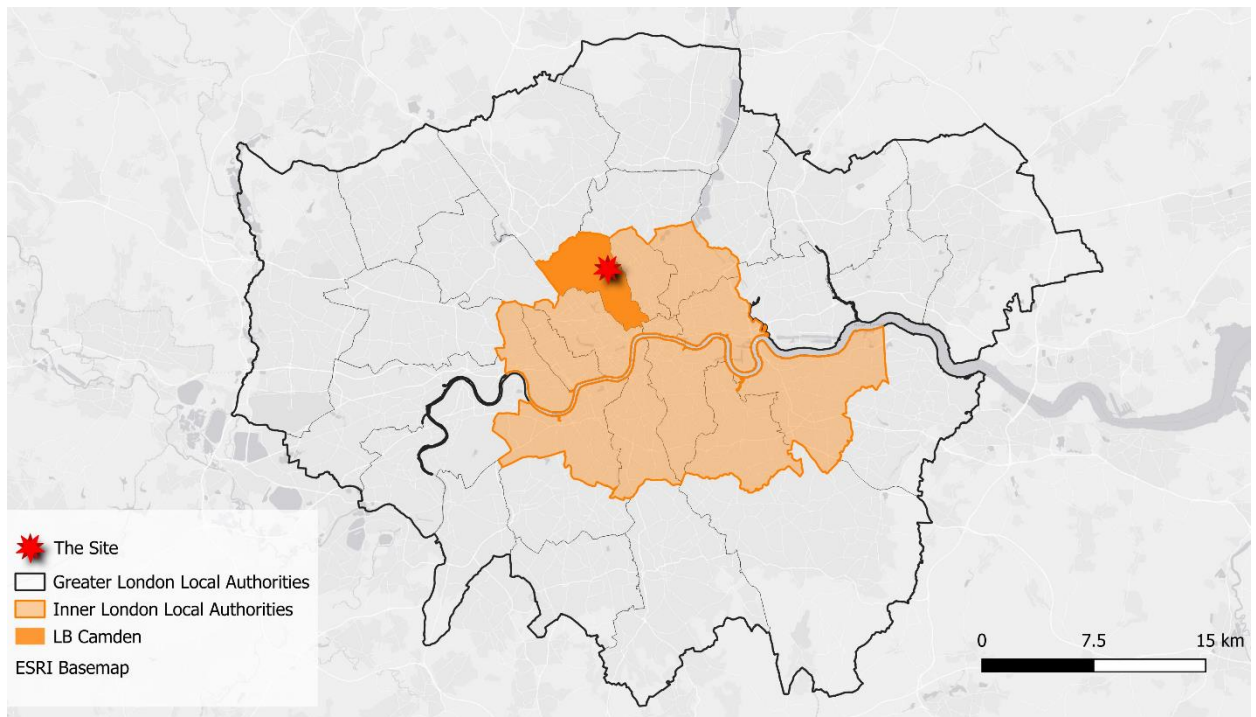 The Site
Greater London Local Authorities
Inner London Local Authorities
LB Camden
ESRI Basemap
0 7.5 15 km